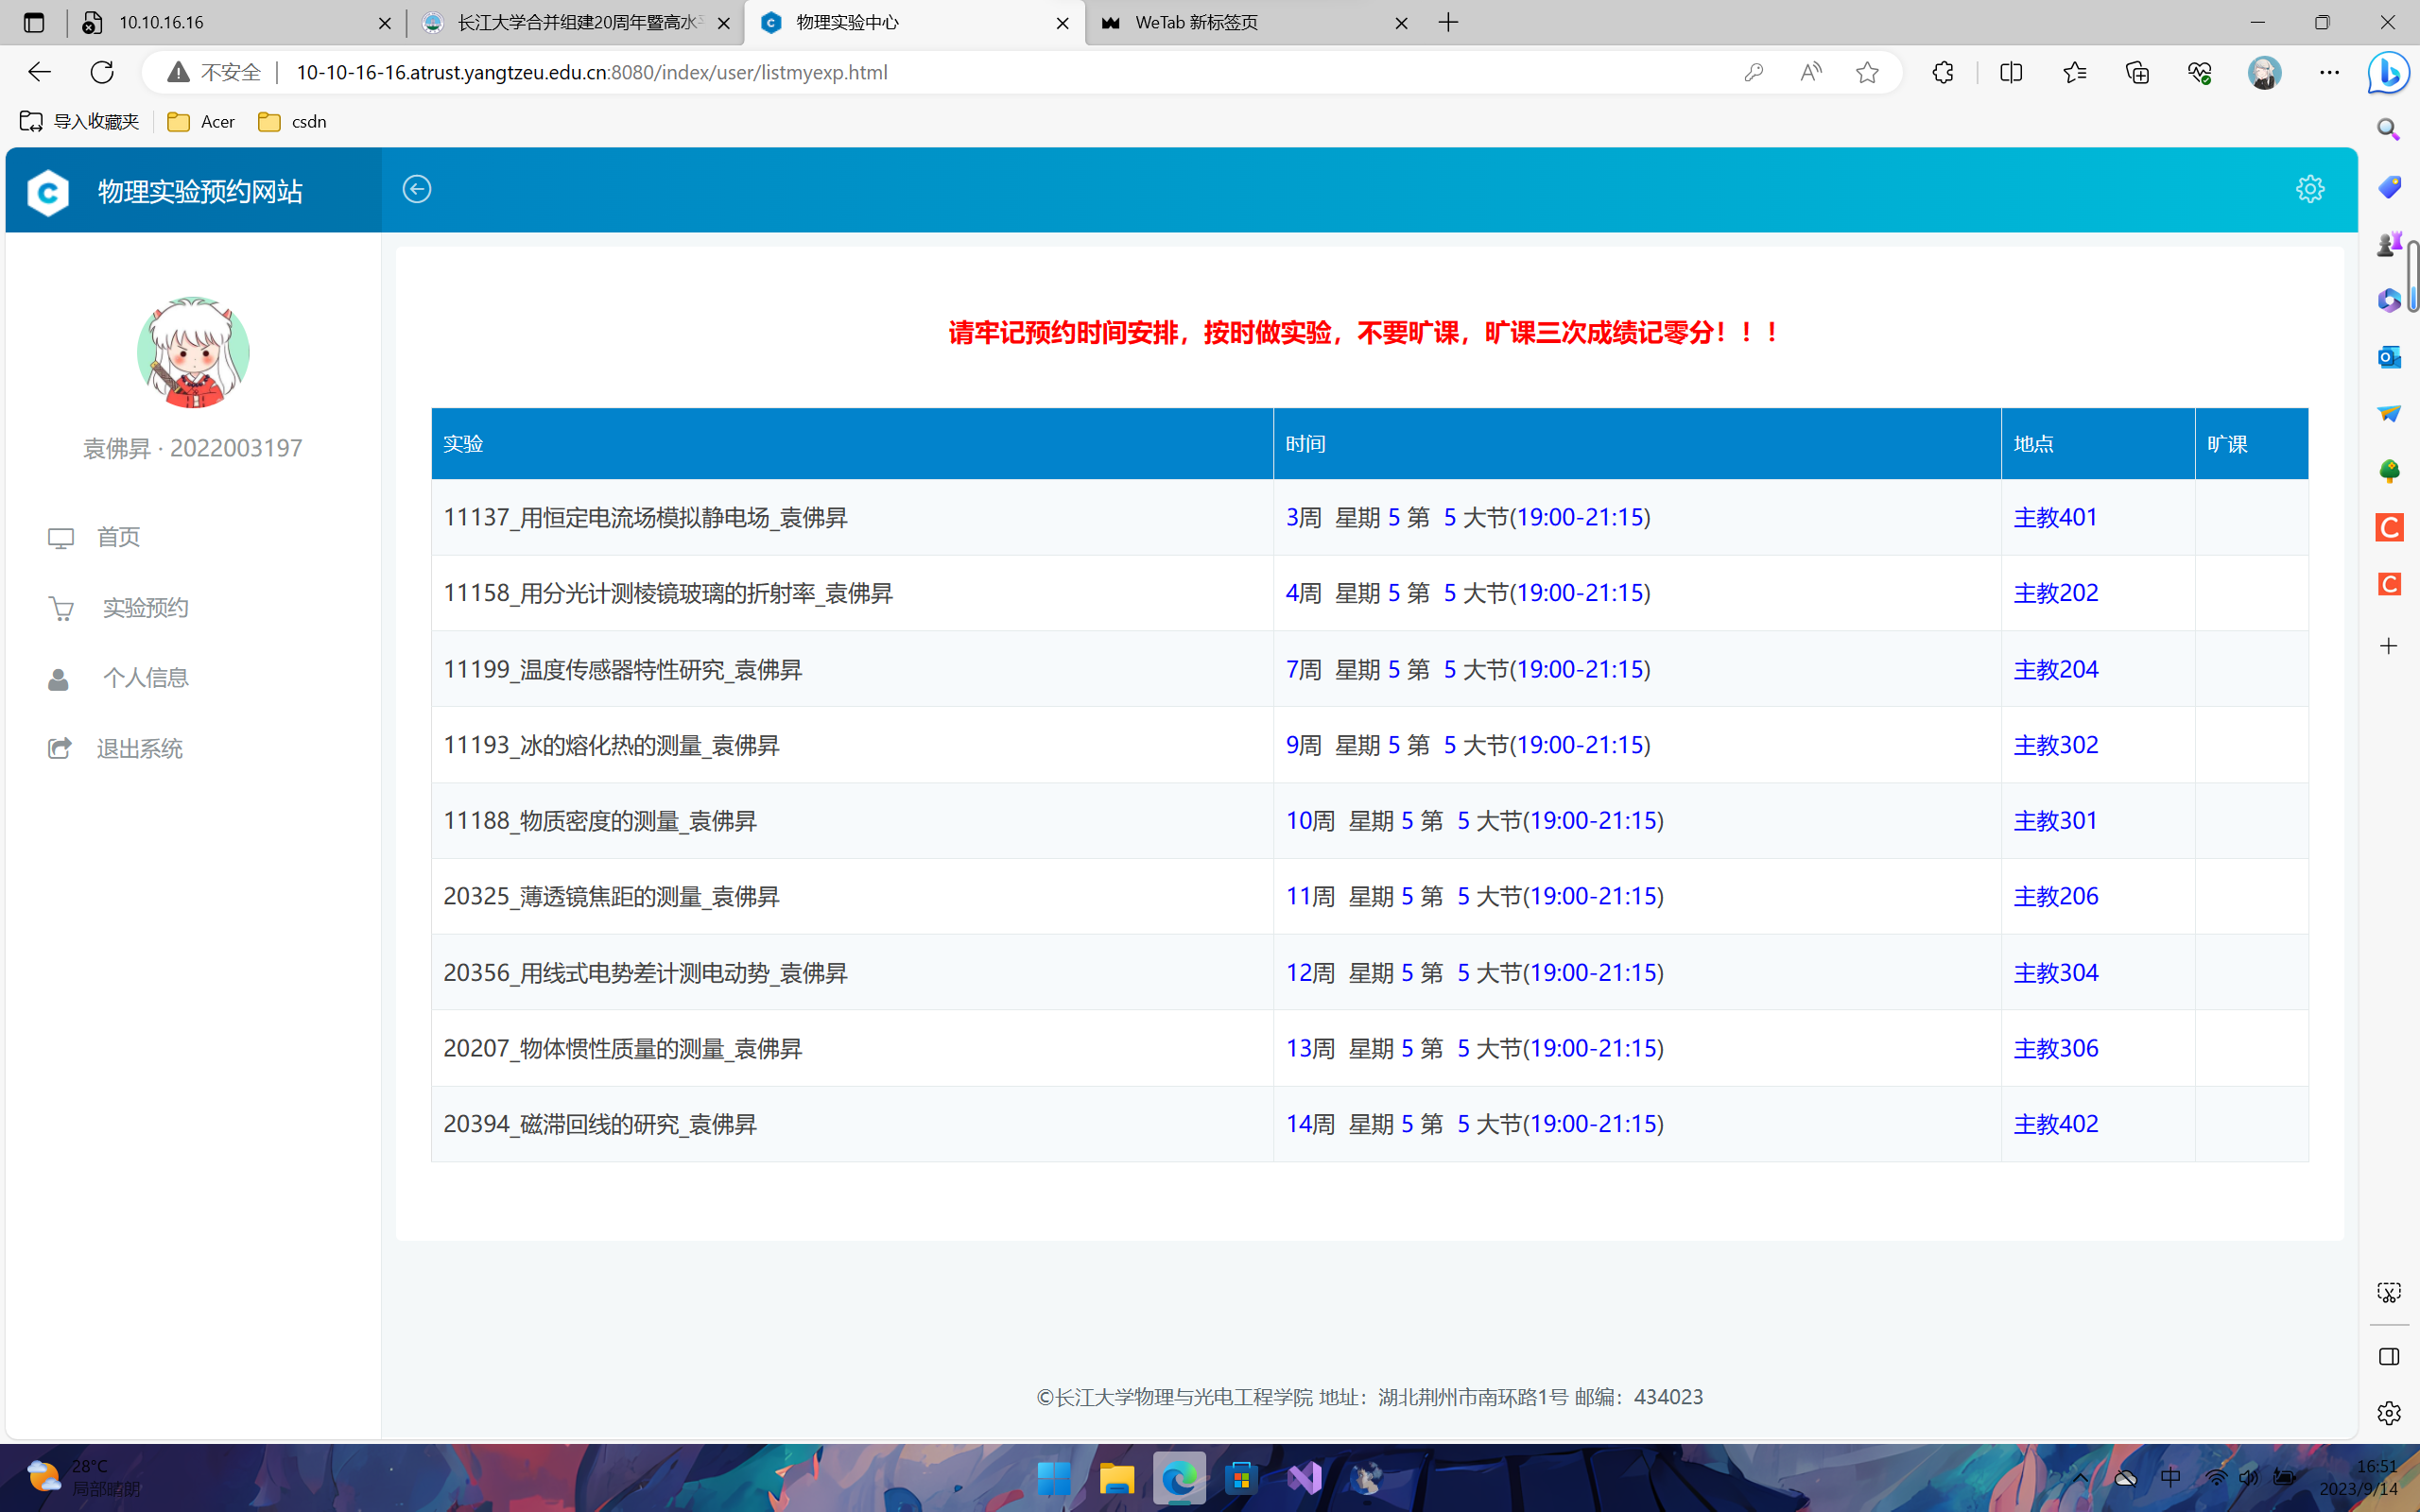 10.10.16.16
长江大学合并组建20周年暨高水
物理实验中心
WeTab 新标签页
不安全
10-10-16-16.atrust.yangtzeu.edu.cn:8080/index/user/listmyexp.html
导入收藏夹 Acer csdn
物理实验预约网站
袁佛昇 · 2022003197
首页
实验预约
个人信息
退出系统
请牢记预约时间安排，按时做实验，不要旷课，旷课三次成绩记零分！！！
实验 时间 地点 旷课
11137_用恒定电流场模拟静电场_袁佛昇 3周 星期 5 第 5 大节(19:00-21:15) 主教401
11158_用分光计测棱镜玻璃的折射率_袁佛昇 4周 星期 5 第 5 大节(19:00-21:15) 主教202
11199_温度传感器特性研究_袁佛昇 7周 星期 5 第 5 大节(19:00-21:15) 主教204
11193_冰的熔化热的测量_袁佛昇 9周 星期 5 第 5 大节(19:00-21:15) 主教302
11188_物质密度的测量_袁佛昇 10周 星期 5 第 5 大节(19:00-21:15) 主教301
20325_薄透镜焦距的测量_袁佛昇 11周 星期 5 第 5 大节(19:00-21:15) 主教206
20356_用线式电势差计测电动势_袁佛昇 12周 星期 5 第 5 大节(19:00-21:15) 主教304
20207_物体惯性质量的测量_袁佛昇 13周 星期 5 第 5 大节(19:00-21:15) 主教306
20394_磁滞回线的研究_袁佛昇 14周 星期 5 第 5 大节(19:00-21:15) 主教402
©长江大学物理与光电工程学院 地址：湖北荆州市南环路1号 邮编：434023
28°C
局部晴朗
中
16:51
2023/9/14